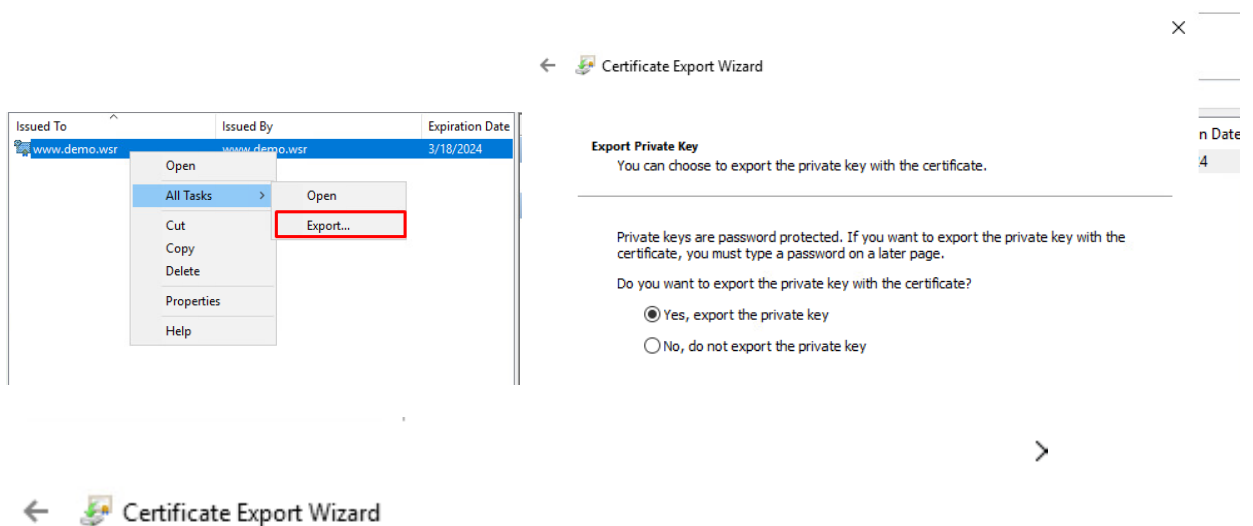 Certificate Export Wizard
Issued To Issued By Expiration Date
www.demo.wsr www.demo.wsr 3/18/2024
Open
All Tasks Open
Cut Export...
Copy
Delete
Properties
Help
Export Private Key
You can choose to export the private key with the certificate.
Private keys are password protected. If you want to export the private key with the
certificate, you must type a password on a later page.
Do you want to export the private key with the certificate?
Yes, export the private key
No, do not export the private key
n Date
4
Certificate Export Wizard